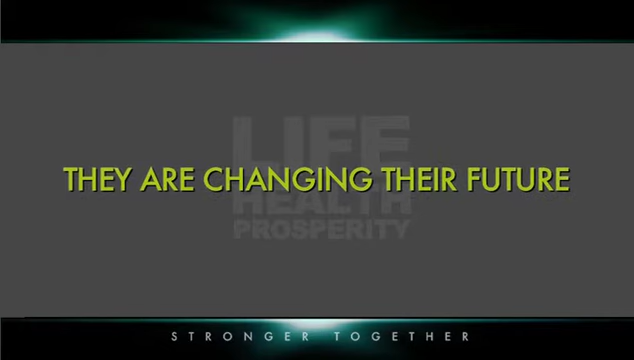 LIFE
THEY ARE CHANGING THEIR FUTURE
HEALTH
PROSPERITY
STRONGER TOGETHER